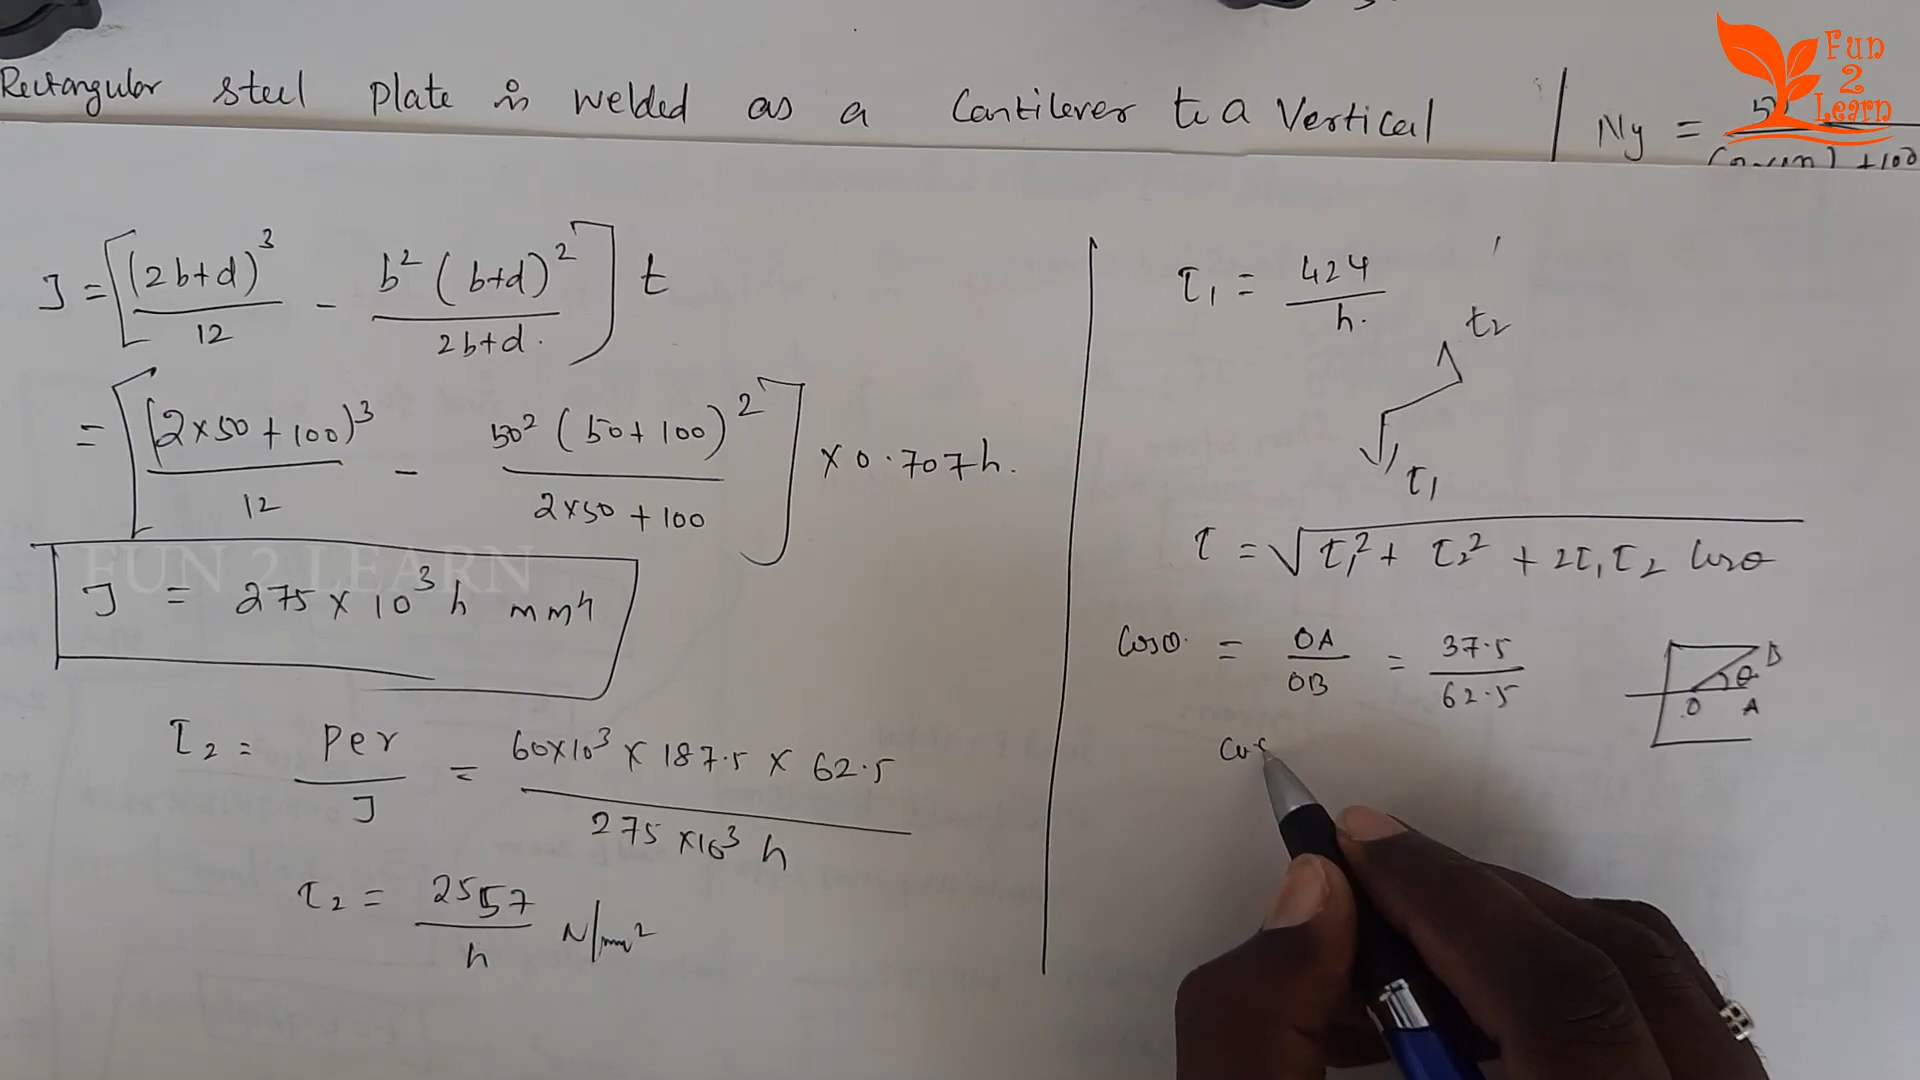 Fun
2
Learn
Rectangular steel plate is welded as a Cantilever to a Vertical
Ny =
J = [(2b+d)³/12 - b²(b+d)²/2b+d.] t
= [(2×50+100)³/12 - 50²(50+100)²/2×50+100] × 0.707h.
FUN 2 LEARN
J = 275 × 10³ h mm4
τ2 = Per/J = 60×10³ × 187.5 × 62.5/275×10³ h
τ2 = 2557/h N/mm²
τ1 = 424/h.
τ2
τ1
τ = √τ1² + τ2² + 2τ1τ2 cosθ
Cosθ. = OA/OB = 37.5/62.5
B
θ
O A
cos